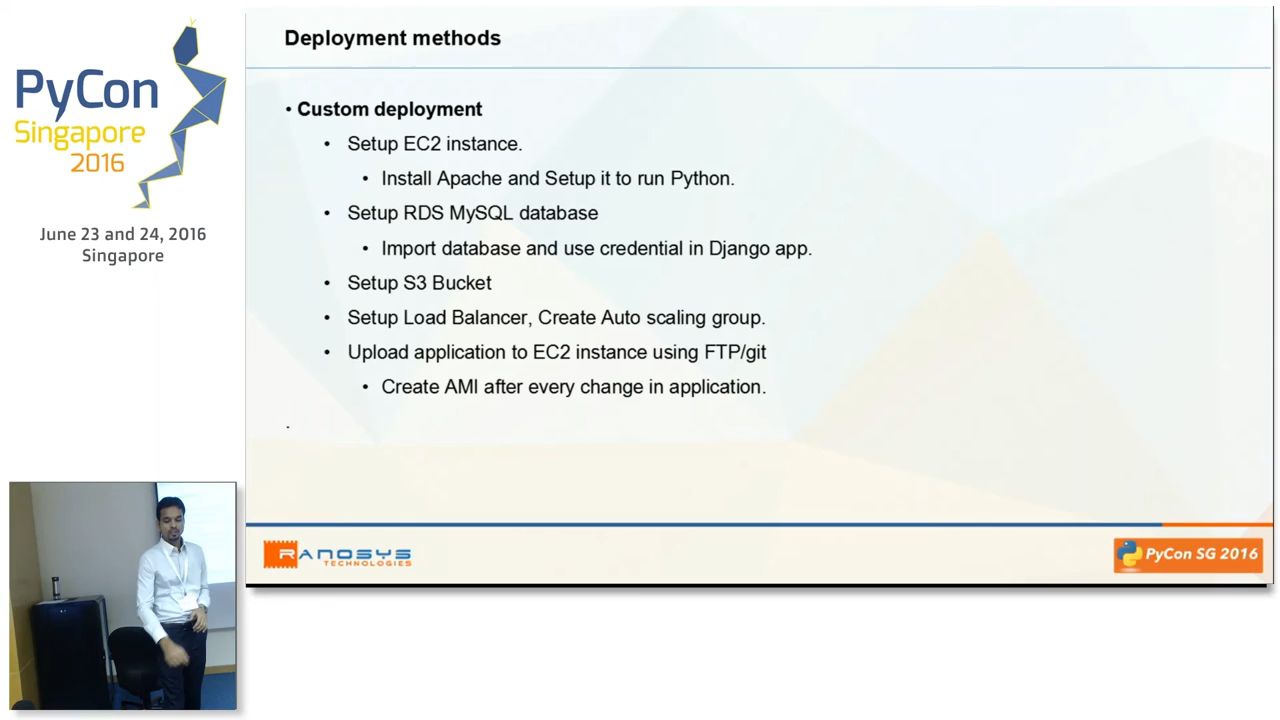 PyCon
Singapore
2016
June 23 and 24, 2016
Singapore
Deployment methods
• Custom deployment
• Setup EC2 instance.
• Install Apache and Setup it to run Python.
• Setup RDS MySQL database
• Import database and use credential in Django app.
• Setup S3 Bucket
• Setup Load Balancer, Create Auto scaling group.
• Upload application to EC2 instance using FTP/git
• Create AMI after every change in application.
.
RANOSYS
TECHNOLOGIES
PyCon SG 2016